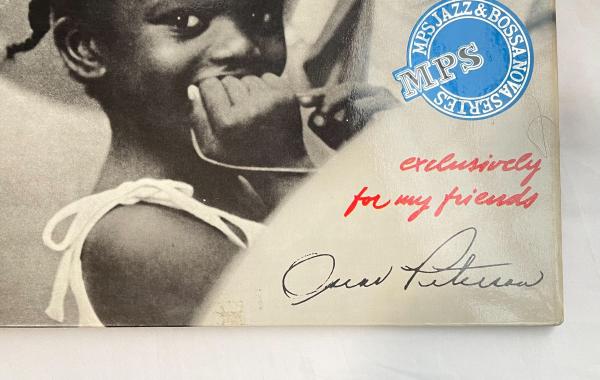 MPS JAZZ & BOSSA NOVA SERIES
MPS
exclusively
for my friends
Oscar Peterson